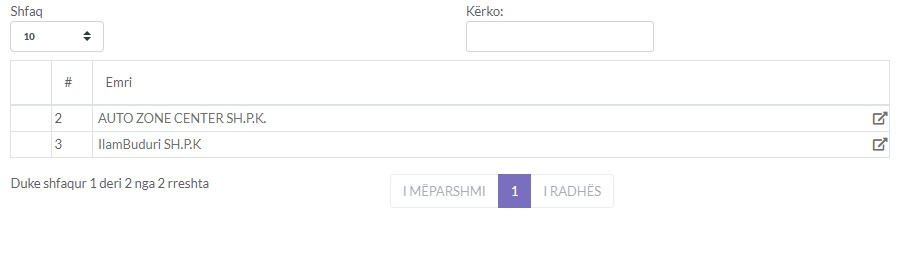 Shfaq
Kërko:
10
# Emri
2 AUTO ZONE CENTER SH.P.K.
3 IlamBuduri SH.P.K
Duke shfaqur 1 deri 2 nga 2 rreshta
I MËPARSHMI 1 I RADHËS